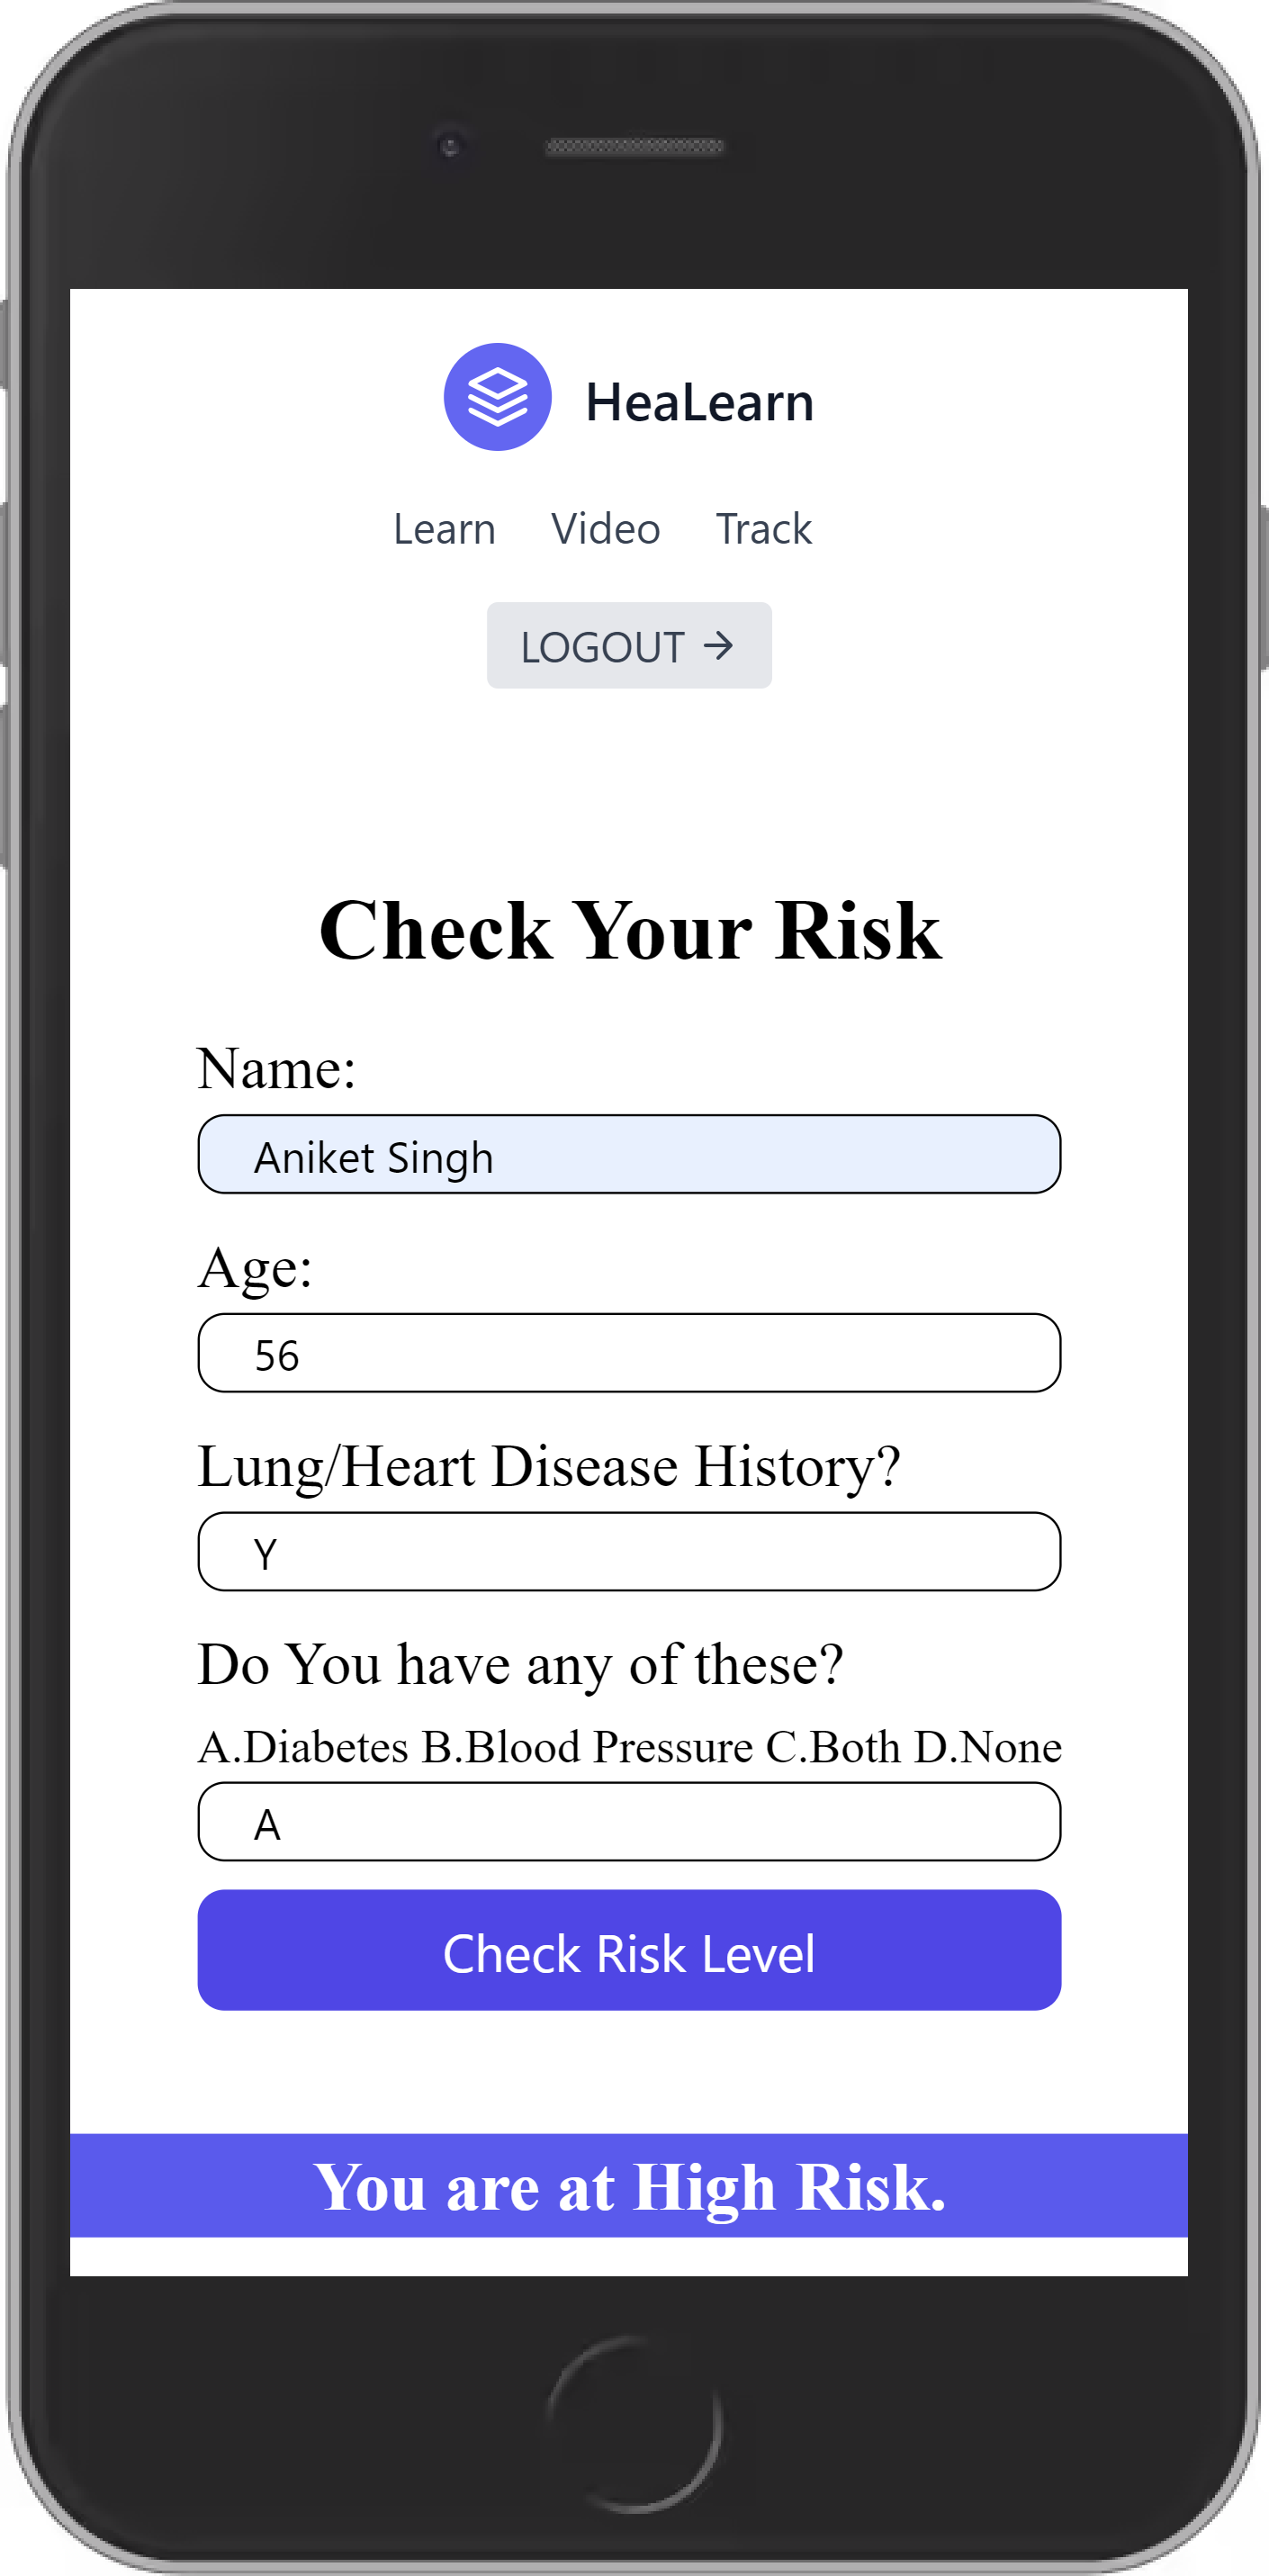 HeaLearn
Learn Video Track
LOGOUT →
Check Your Risk
Name:
Aniket Singh
Age:
56
Lung/Heart Disease History?
Y
Do You have any of these?
A.Diabetes B.Blood Pressure C.Both D.None
A
Check Risk Level
You are at High Risk.